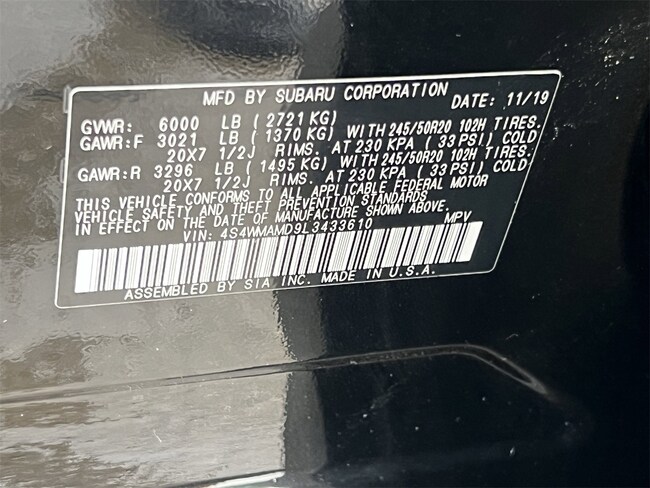 MFD BY SUBARU CORPORATION DATE: 11/19
GVWR: 6000 LB ( 2721 KG)
GAWR:F 3021 LB ( 1370 KG) WITH 245/50R20 102H TIRES.
20X7 1/2J RIMS. AT 230 KPA ( 33 PSI) COLD.
GAWR:R 3296 LB ( 1495 KG) WITH 245/50R20 102H TIRES.
20X7 1/2J RIMS. AT 230 KPA ( 33 PSI) COLD.
THIS VEHICLE CONFORMS TO ALL APPLICABLE FEDERAL MOTOR
VEHICLE SAFETY AND THEFT PREVENTION STANDARDS
IN EFFECT ON DATE OF MANUFACTURE SHOWN ABOVE.
VIN: 4S4WMAMD9L3433610 MPV
ASSEMBLED BY SIA INC. MADE IN U.S.A.